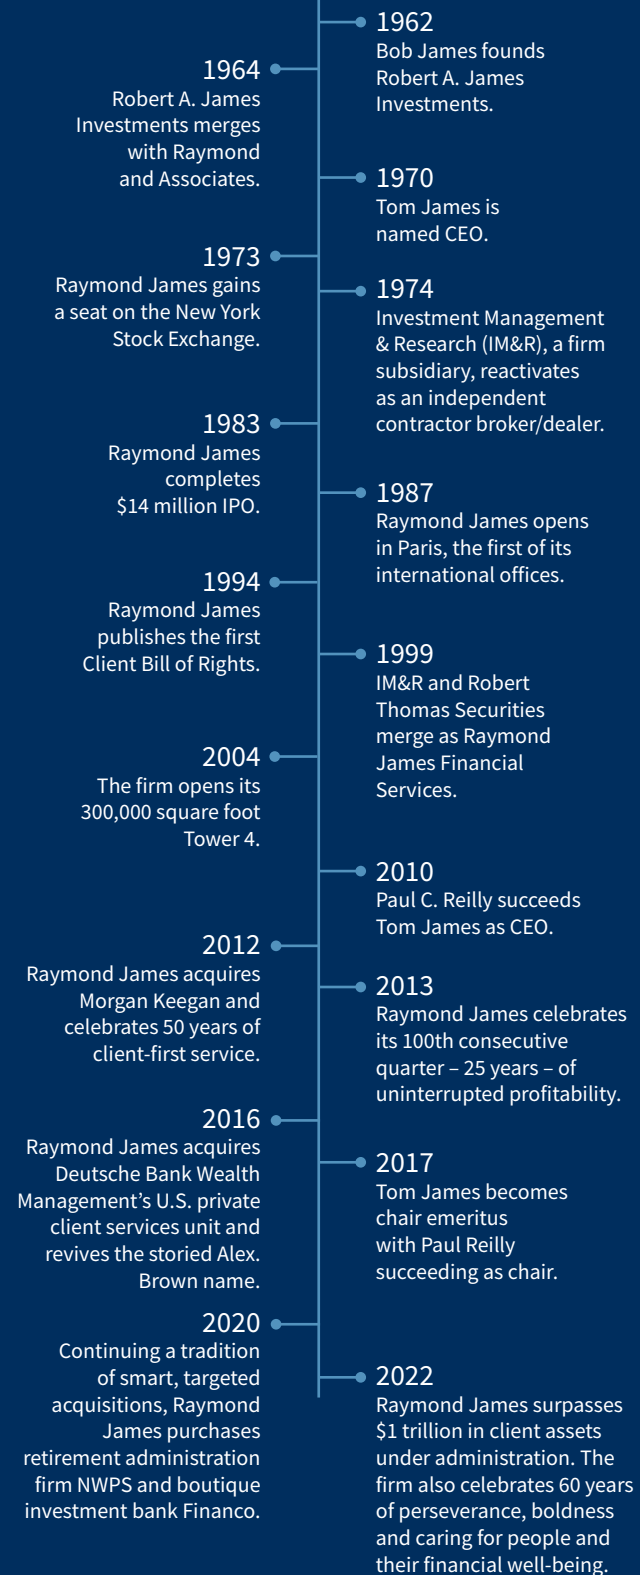 1962
Bob James founds
Robert A. James
Investments.
1964
Robert A. James
Investments merges
with Raymond
and Associates.
1970
Tom James is
named CEO.
1973
Raymond James gains
a seat on the New York
Stock Exchange.
1974
Investment Management
& Research (IM&R), a firm
subsidiary, reactivates
as an independent
contractor broker/dealer.
1983
Raymond James
completes
$14 million IPO.
1987
Raymond James opens
in Paris, the first of its
international offices.
1994
Raymond James
publishes the first
Client Bill of Rights.
1999
IM&R and Robert
Thomas Securities
merge as Raymond
James Financial
Services.
2004
The firm opens its
300,000 square foot
Tower 4.
2010
Paul C. Reilly succeeds
Tom James as CEO.
2012
Raymond James acquires
Morgan Keegan and
celebrates 50 years of
client-first service.
2013
Raymond James celebrates
its 100th consecutive
quarter – 25 years – of
uninterrupted profitability.
2016
Raymond James acquires
Deutsche Bank Wealth
Management’s U.S. private
client services unit and
revives the storied Alex.
Brown name.
2017
Tom James becomes
chair emeritus
with Paul Reilly
succeeding as chair.
2020
Continuing a tradition
of smart, targeted
acquisitions, Raymond
James purchases
retirement administration
firm NWPS and boutique
investment bank Financo.
2022
Raymond James surpasses
$1 trillion in client assets
under administration. The
firm also celebrates 60 years
of perseverance, boldness
and caring for people and
their financial well-being.